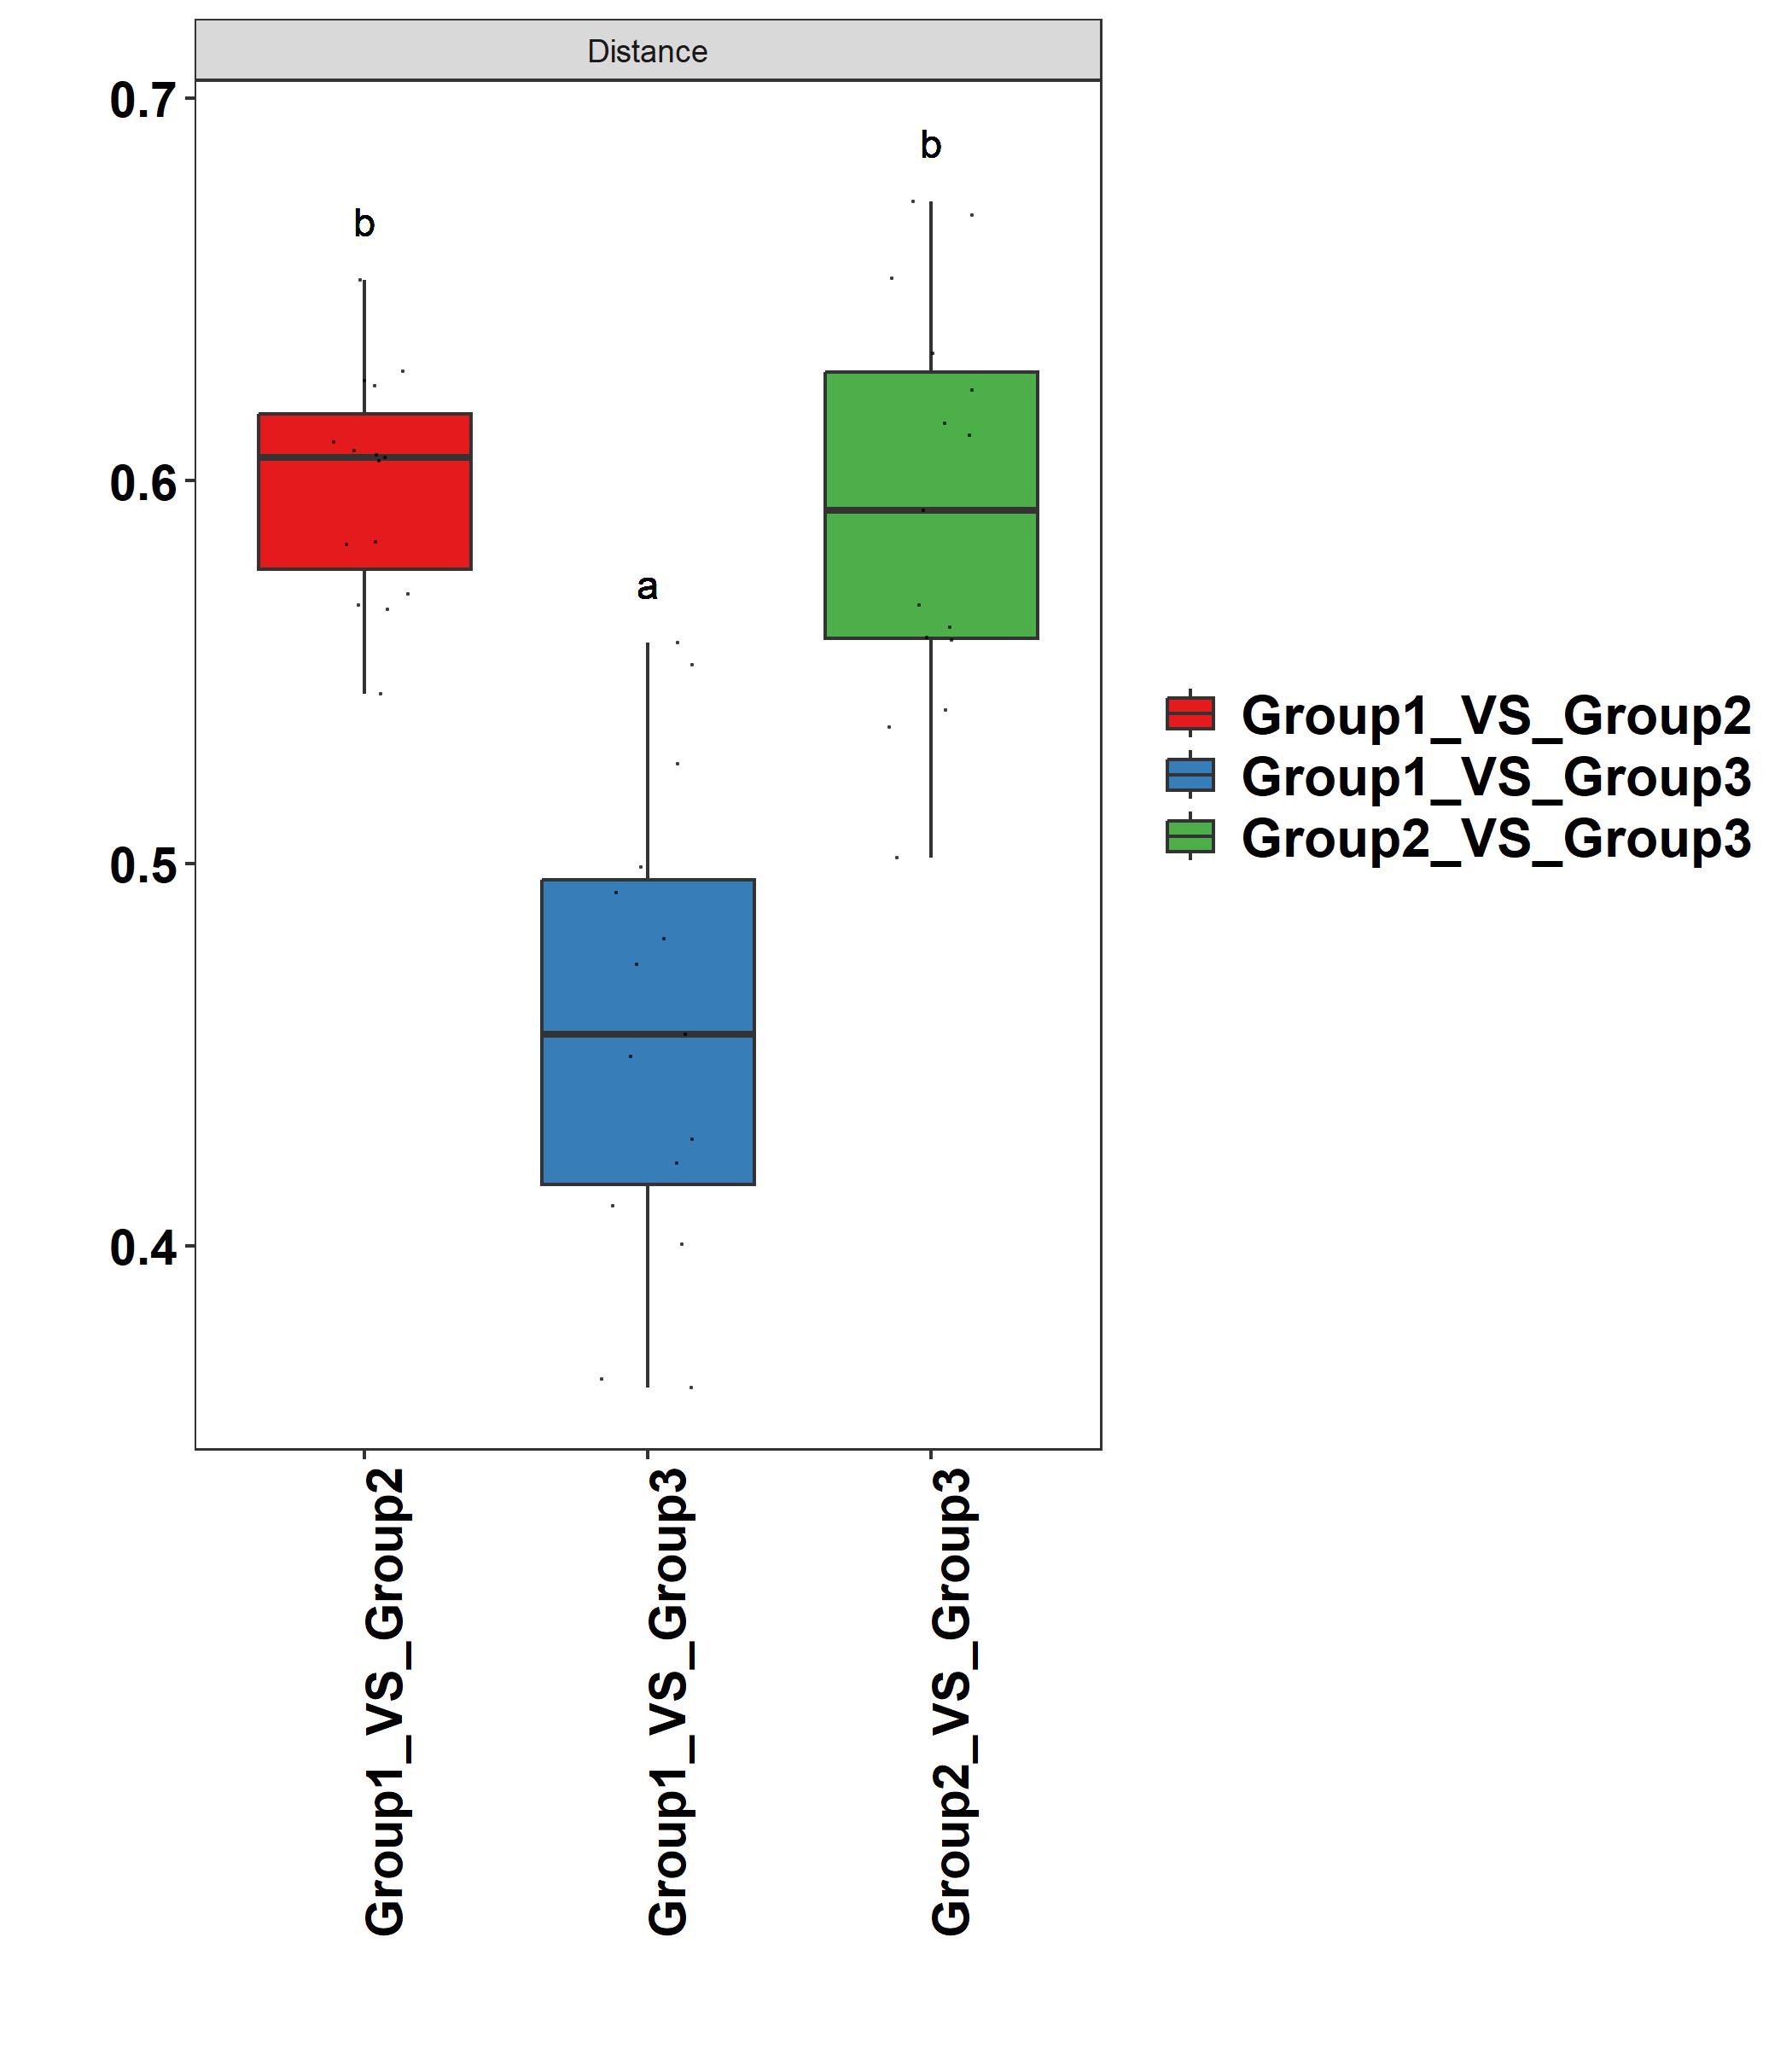 Distance
0.7
0.6
0.5
0.4
b
a
b
Group1_VS_Group2
Group1_VS_Group3
Group2_VS_Group3
Group1_VS_Group2
Group1_VS_Group3
Group2_VS_Group3